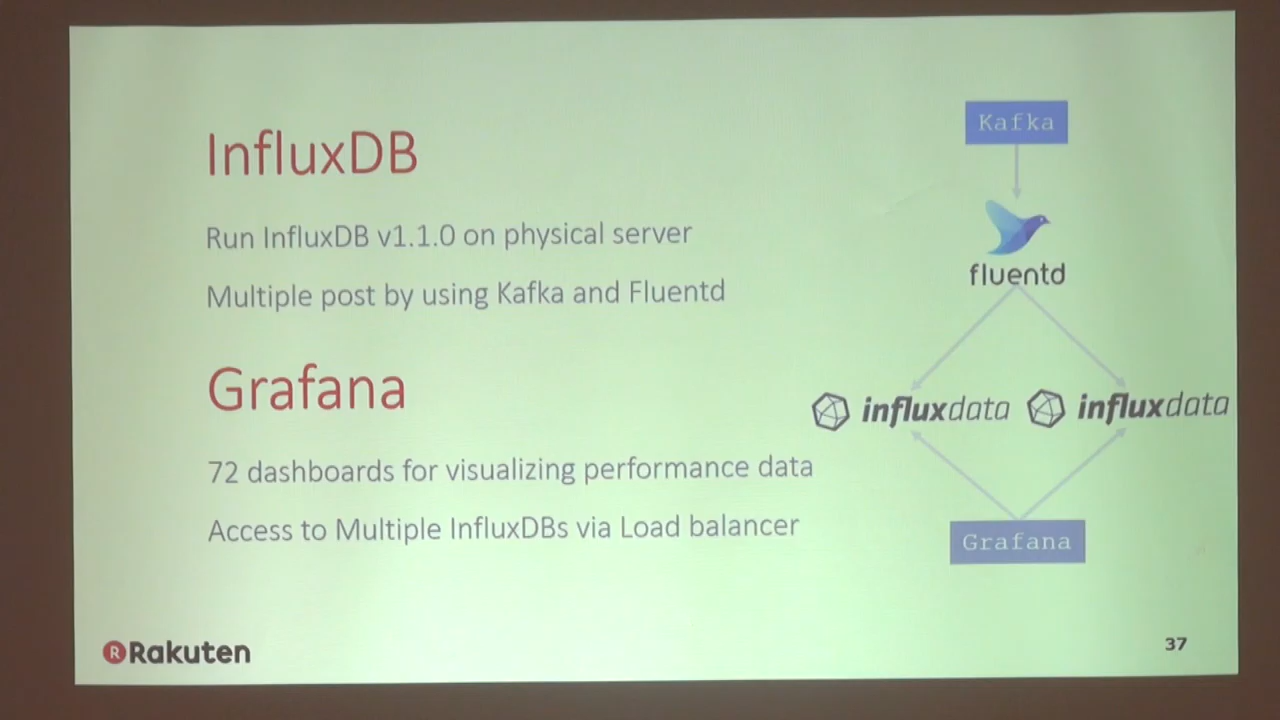 InfluxDB
Run InfluxDB v1.1.0 on physical server
Multiple post by using Kafka and Fluentd
Grafana
72 dashboards for visualizing performance data
Access to Multiple InfluxDBs via Load balancer
Kafka
fluentd
influxdata influxdata
Grafana
R Rakuten
37